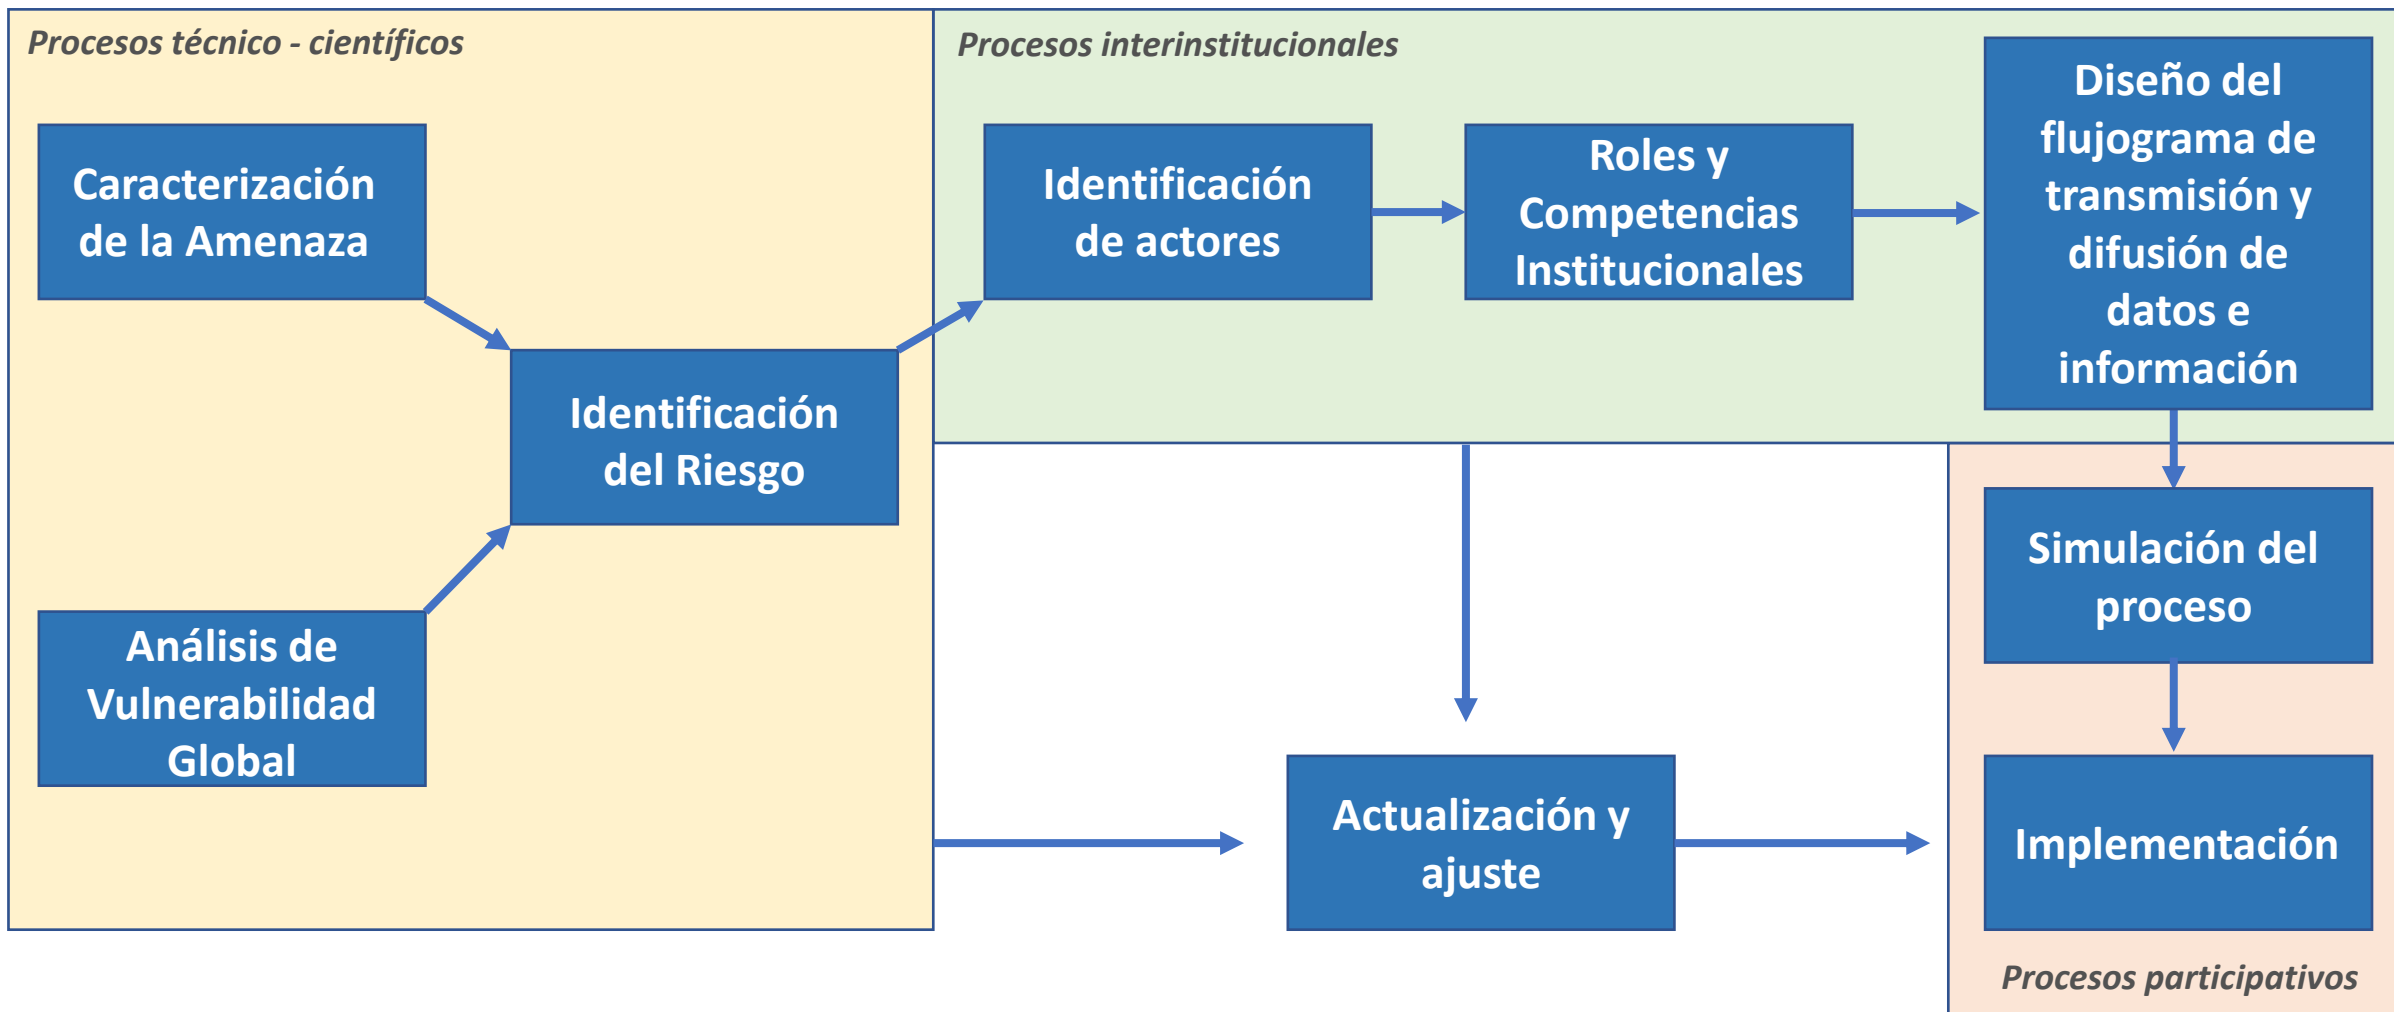 Procesos técnico - científicos
Caracterización
de la Amenaza
Identificación
del Riesgo
Análisis de
Vulnerabilidad
Global
Procesos interinstitucionales
Identificación
de actores
Roles y
Competencias
Institucionales
Diseño del
flujograma de
transmisión y
difusión de
datos e
información
Simulación del
proceso
Actualización y
ajuste
Implementación
Procesos participativos